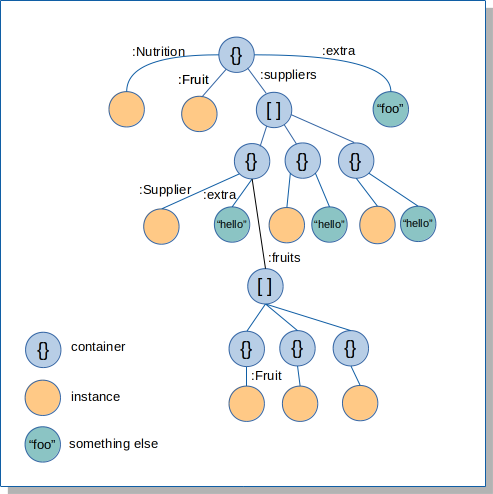 {}
:Nutrition
:extra
:Fruit
:suppliers
[ ]
"foo"
{}
{}
{}
:Supplier
:extra
"hello"
"hello"
"hello"
:fruits
[ ]
{}
{}
{}
:Fruit
{}
container
instance
"foo"
something else